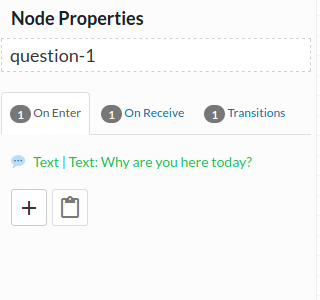 Node Properties
question-1
1 On Enter 1 On Receive 1 Transitions
Text | Text: Why are you here today?